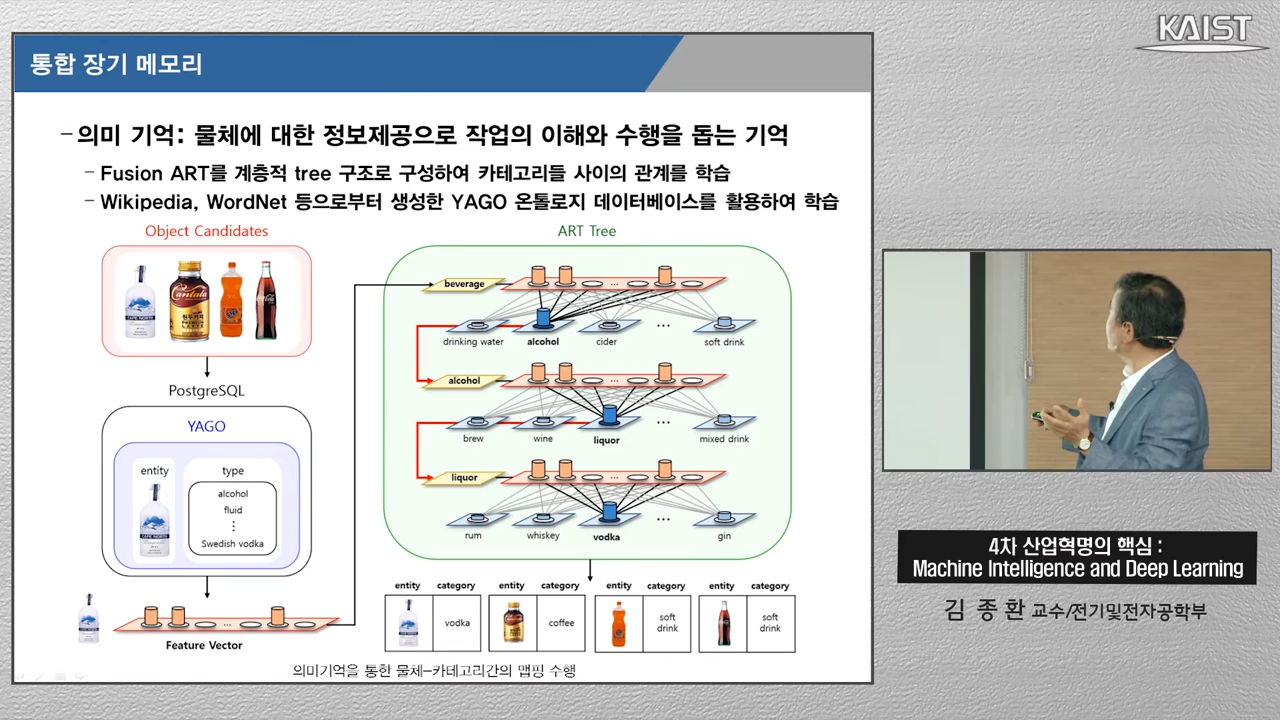 KAIST
통합 장기 메모리
–의미 기억: 물체에 대한 정보제공으로 작업의 이해와 수행을 돕는 기억
– Fusion ART를 계층적 tree 구조로 구성하여 카테고리들 사이의 관계를 학습
– Wikipedia, WordNet 등으로부터 생성한 YAGO 온톨로지 데이터베이스를 활용하여 학습
Object Candidates
Cantata
PostgreSQL
YAGO
entity
type
alcohol
fluid
⋮
Swedish vodka
Feature Vector
ART Tree
beverage
...
drinking water
alcohol
cider
...
soft drink
alcohol
...
brew
wine
liquor
...
mixed drink
liquor
...
rum
whiskey
vodka
...
gin
entity category
vodka
entity category
coffee
entity category
soft
drink
entity category
soft
drink
의미기억을 통한 물체–카테고리간의 맵핑 수행
4차 산업혁명의 핵심 :
Machine Intelligence and Deep Learning
김 종 환 교수/전기및전자공학부